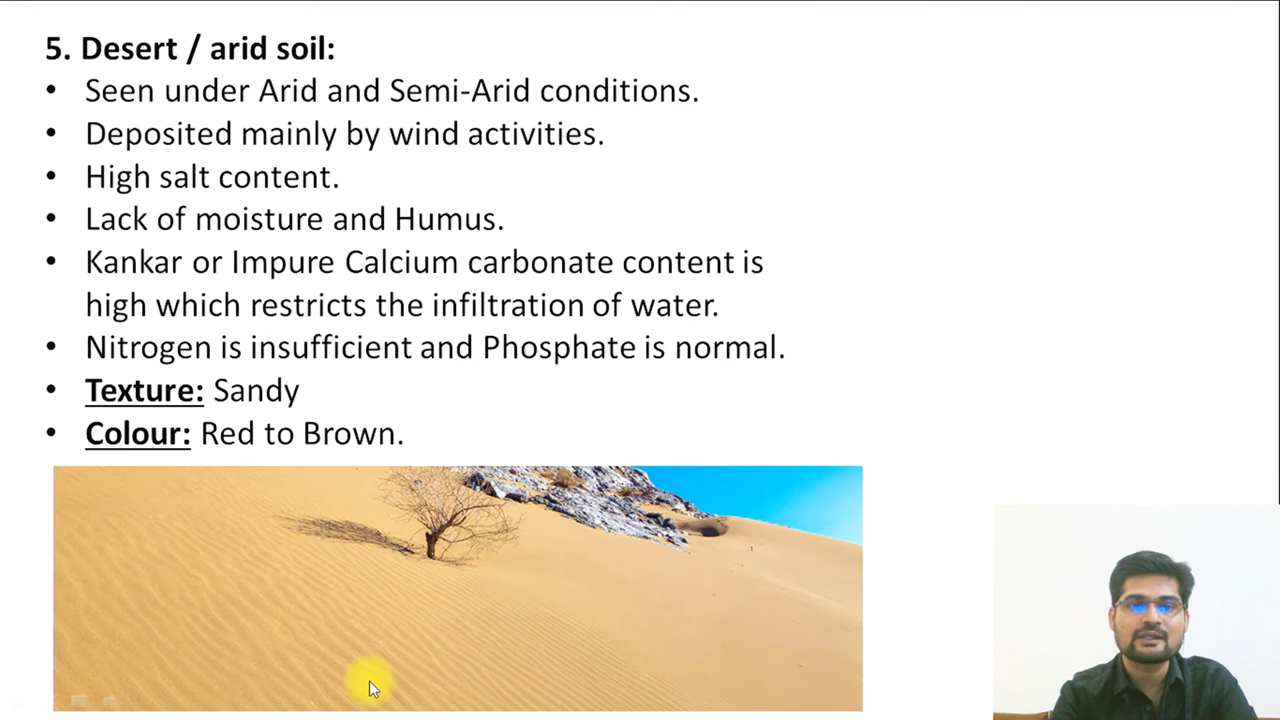 5. Desert / arid soil:
• Seen under Arid and Semi-Arid conditions.
• Deposited mainly by wind activities.
• High salt content.
• Lack of moisture and Humus.
• Kankar or Impure Calcium carbonate content is
high which restricts the infiltration of water.
• Nitrogen is insufficient and Phosphate is normal.
• Texture: Sandy
• Colour: Red to Brown.